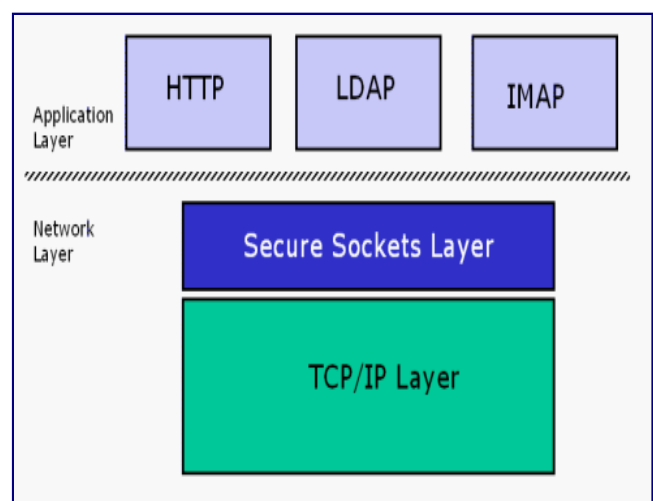 HTTP
LDAP
IMAP
Application
Layer
Network
Layer
Secure Sockets Layer
TCP/IP Layer